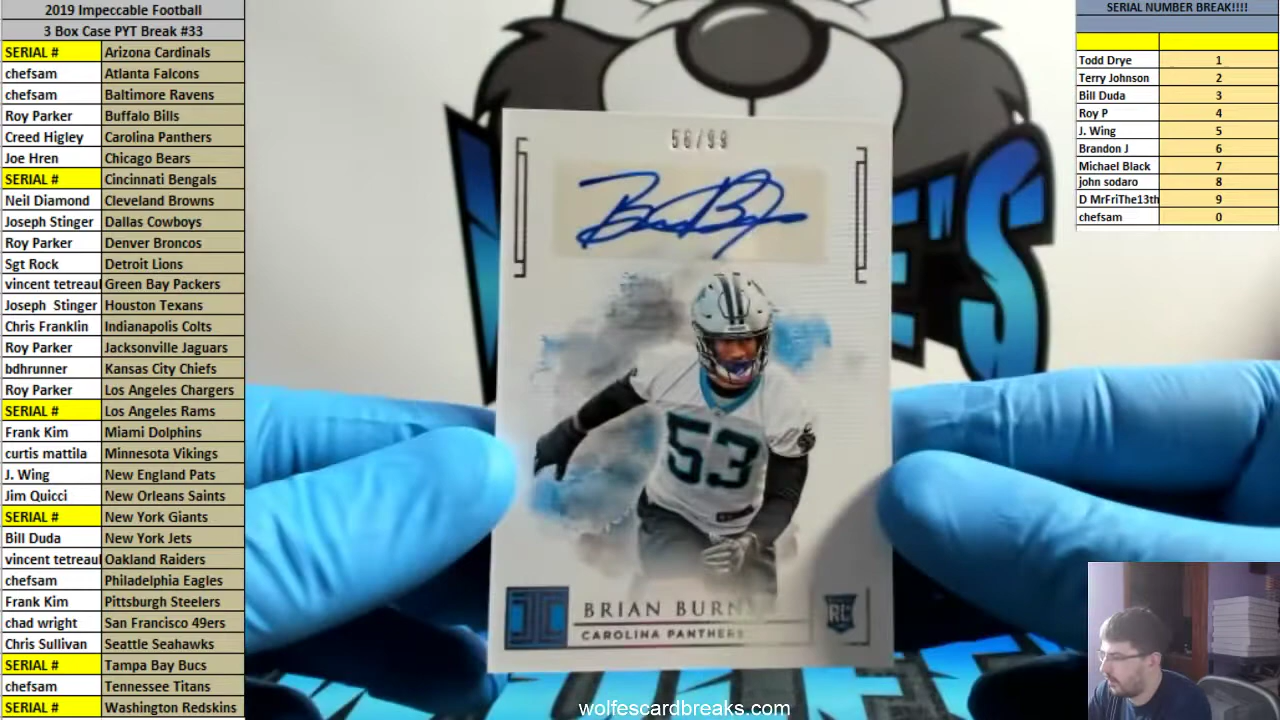 2019 Impeccable Football
3 Box Case PYT Break #33
SERIAL # Arizona Cardinals
chefsam Atlanta Falcons
chefsam Baltimore Ravens
Roy Parker Buffalo Bills
Creed Higley Carolina Panthers
Joe Hren Chicago Bears
SERIAL # Cincinnati Bengals
Neil Diamond Cleveland Browns
Joseph Stinger Dallas Cowboys
Roy Parker Denver Broncos
Sgt Rock Detroit Lions
vincent tetreaul Green Bay Packers
Joseph Stinger Houston Texans
Chris Franklin Indianapolis Colts
Roy Parker Jacksonville Jaguars
bdhrunner Kansas City Chiefs
Roy Parker Los Angeles Chargers
SERIAL # Los Angeles Rams
Frank Kim Miami Dolphins
curtis mattila Minnesota Vikings
J. Wing New England Pats
Jim Quicci New Orleans Saints
SERIAL # New York Giants
Bill Duda New York Jets
vincent tetreaul Oakland Raiders
chefsam Philadelphia Eagles
Frank Kim Pittsburgh Steelers
chad wright San Francisco 49ers
Chris Sullivan Seattle Seahawks
SERIAL # Tampa Bay Bucs
chefsam Tennessee Titans
SERIAL # Washington Redskins
56/99
53
BRIAN BURN
CAROLINA PANTHERS
RC
'S
wolfescardbreaks.com
SERIAL NUMBER BREAK!!!!
Todd Drye 1
Terry Johnson 2
Bill Duda 3
Roy P 4
J. Wing 5
Brandon J 6
Michael Black 7
john sodaro 8
D MrFriThe13th 9
chefsam 0